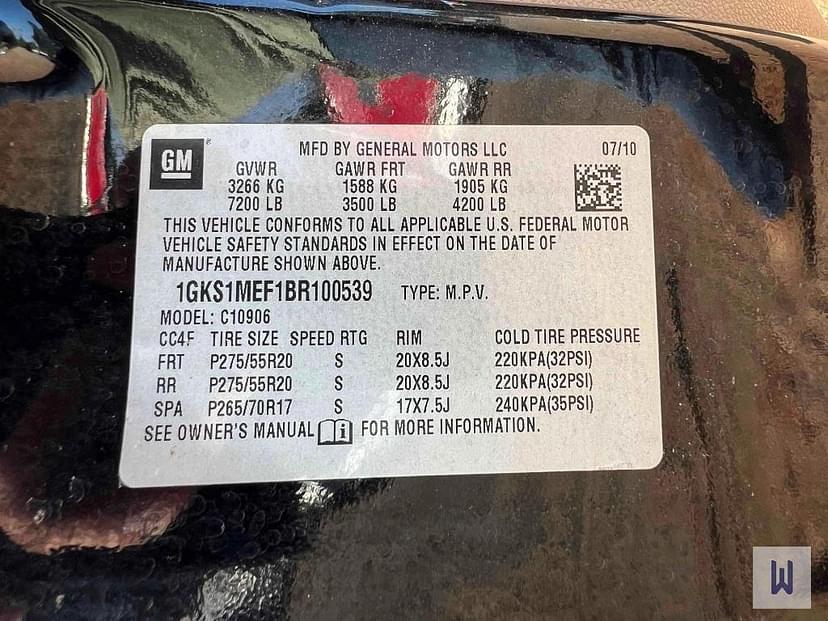 GM
MFD BY GENERAL MOTORS LLC 07/10
GVWR GAWR FRT GAWR RR
3266 KG 1588 KG 1905 KG
7200 LB 3500 LB 4200 LB
THIS VEHICLE CONFORMS TO ALL APPLICABLE U.S. FEDERAL MOTOR
VEHICLE SAFETY STANDARDS IN EFFECT ON THE DATE OF
MANUFACTURE SHOWN ABOVE.
1GKS1MEF1BR100539 TYPE: M.P.V.
MODEL: C10906
CC4F TIRE SIZE SPEED RTG RIM COLD TIRE PRESSURE
FRT P275/55R20 S 20X8.5J 220KPA(32PSI)
RR P275/55R20 S 20X8.5J 220KPA(32PSI)
SPA P265/70R17 S 17X7.5J 240KPA(35PSI)
SEE OWNER'S MANUAL FOR MORE INFORMATION.
W